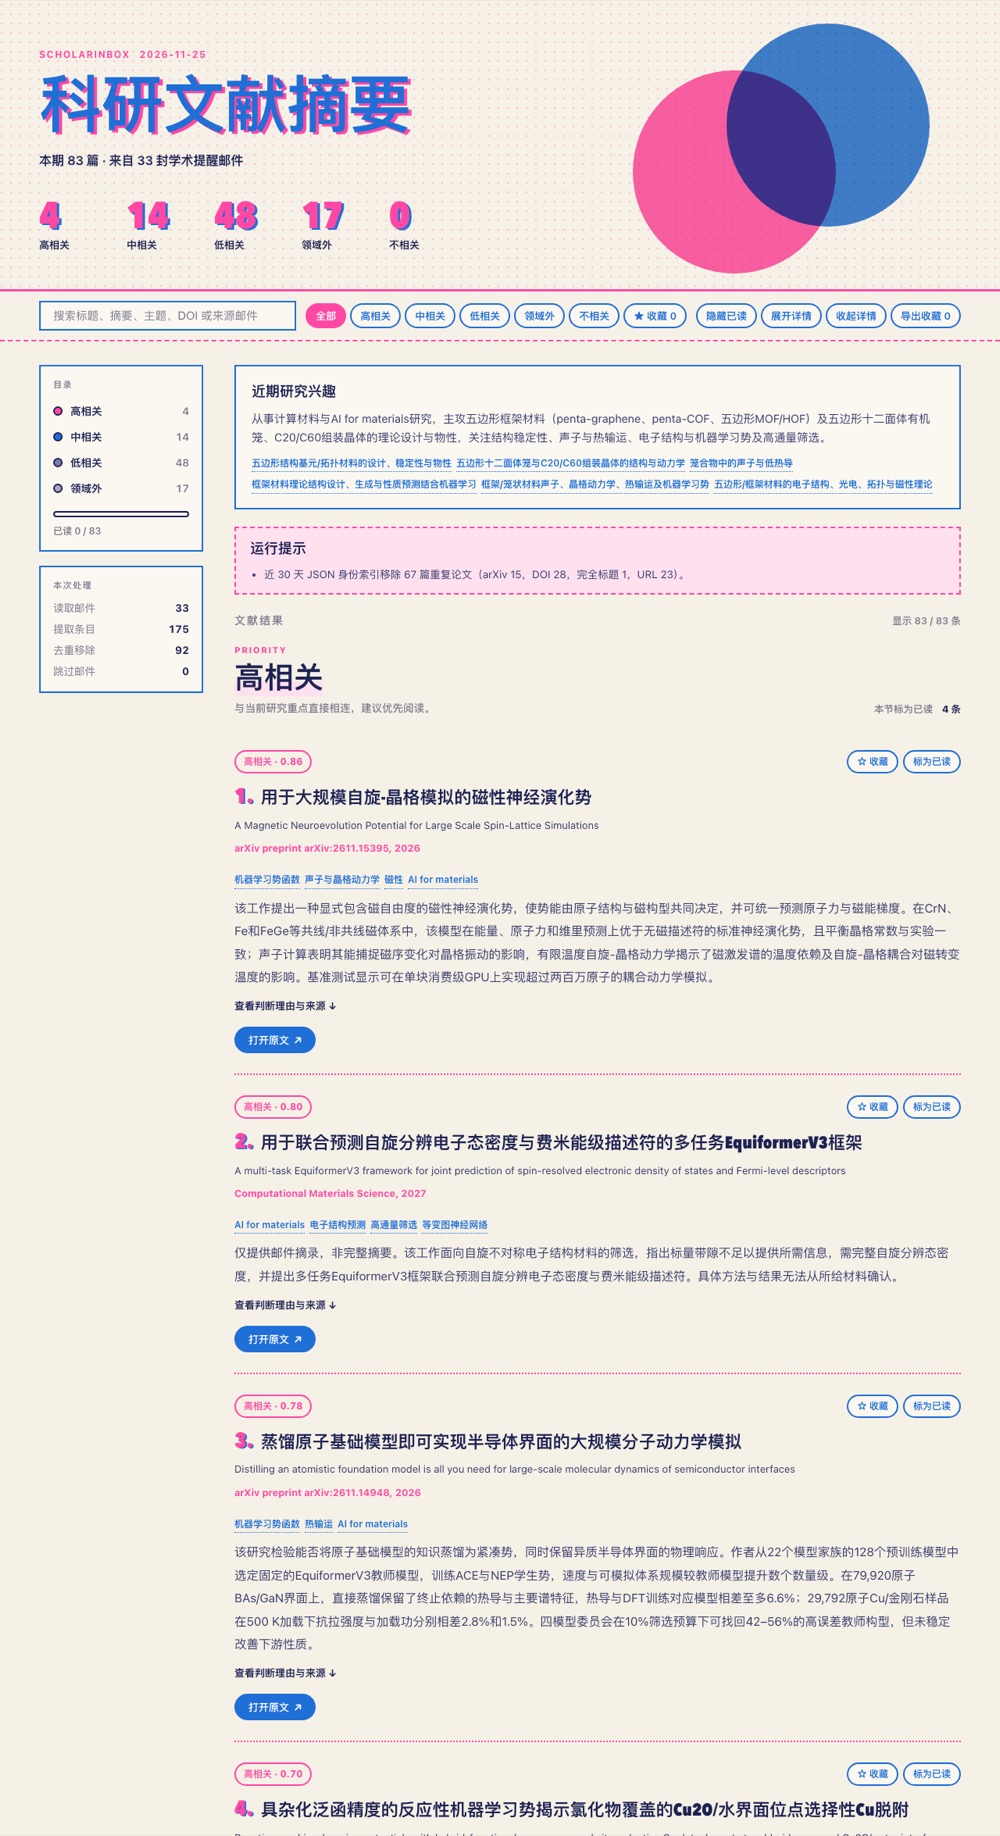 SCHOLARINBOX 2026-11-25
科研文献摘要
本期 83 篇 · 来自 33 封学术提醒邮件
4 14 48 17 0
高相关 中相关 低相关 领域外 不相关
搜索标题、摘要、主题、DOI 或来源邮件 全部 高相关 中相关 低相关 领域外 不相关 ★ 收藏 0 隐藏已读 展开详情 收起详情 导出收藏 0
目录
高相关 4
中相关 14
低相关 48
领域外 17
已读 0 / 83
本次处理
读取邮件 33
提取条目 175
去重移除 92
跳过邮件 0
近期研究兴趣
从事计算材料与AI for materials研究，主攻五边形框架材料（penta-graphene、penta-COF、五边形MOF/HOF）及五边形十二面体有机
笼、C20/C60组装晶体的理论设计与物性，关注结构稳定性、声子与热输运、电子结构与机器学习势及高通量筛选。
五边形结构基元/拓扑材料的设计、稳定性与物性 五边形十二面体笼与C20/C60组装晶体的结构与动力学 笼合物中的声子与低热导
框架材料理论结构设计、生成与性质预测结合机器学习 框架/笼状材料声子、晶格动力学、热输运及机器学习势 五边形/框架材料的电子结构、光电、拓扑与磁性理论
运行提示
• 近 30 天 JSON 身份索引移除 67 篇重复论文（arXiv 15，DOI 28，完全标题 1，URL 23）。
文献结果 显示 83 / 83 条
PRIORITY
高相关
与当前研究重点直接相连，建议优先阅读。 本节标为已读 4 条
高相关 · 0.86 ☆ 收藏 标为已读
1. 用于大规模自旋-晶格模拟的磁性神经演化势
A Magnetic Neuroevolution Potential for Large Scale Spin-Lattice Simulations
arXiv preprint arXiv:2611.15395, 2026
机器学习势函数 声子与晶格动力学 磁性 AI for materials
该工作提出一种显式包含磁自由度的磁性神经演化势，使势能由原子结构与磁构型共同决定，并可统一预测原子力与磁能梯度。在CrN、
Fe和FeGe等共线/非共线磁体系中，该模型在能量、原子力和维里预测上优于无磁描述符的标准神经演化势，且平衡晶格常数与实验一
致；声子计算表明其能捕捉磁序变化对晶格振动的影响，有限温度自旋-晶格动力学揭示了磁激发谱的温度依赖及自旋-晶格耦合对磁转变
温度的影响。基准测试显示可在单块消费级GPU上实现超过两百万原子的耦合动力学模拟。
查看判断理由与来源 ↓
打开原文 ↗
高相关 · 0.80 ☆ 收藏 标为已读
2. 用于联合预测自旋分辨电子态密度与费米能级描述符的多任务EquiformerV3框架
A multi-task EquiformerV3 framework for joint prediction of spin-resolved electronic density of states and Fermi-level descriptors
Computational Materials Science, 2027
AI for materials 电子结构预测 高通量筛选 等变图神经网络
仅提供邮件摘录，非完整摘要。该工作面向自旋不对称电子结构材料的筛选，指出标量带隙不足以提供所需信息，需完整自旋分辨态密
度，并提出多任务EquiformerV3框架联合预测自旋分辨电子态密度与费米能级描述符。具体方法与结果无法从所给材料确认。
查看判断理由与来源 ↓
打开原文 ↗
高相关 · 0.78 ☆ 收藏 标为已读
3. 蒸馏原子基础模型即可实现半导体界面的大规模分子动力学模拟
Distilling an atomistic foundation model is all you need for large-scale molecular dynamics of semiconductor interfaces
arXiv preprint arXiv:2611.14948, 2026
机器学习势函数 热输运 AI for materials
该研究检验能否将原子基础模型的知识蒸馏为紧凑势，同时保留异质半导体界面的物理响应。作者从22个模型家族的128个预训练模型中
选定固定的EquiformerV3教师模型，训练ACE与NEP学生势，速度与可模拟体系规模较教师模型提升数个数量级。在79,920原子
BAs/GaN界面上，直接蒸馏保留了终止依赖的热导与主要谱特征，热导与DFT训练对应模型相差至多6.6%；29,792原子Cu/金刚石样品
在500 K加载下抗拉强度与加载功分别相差2.8%和1.5%。四模型委员会在10%筛选预算下可找回42–56%的高误差教师构型，但未稳定
改善下游性质。
查看判断理由与来源 ↓
打开原文 ↗
高相关 · 0.70 ☆ 收藏 标为已读
4. 具杂化泛函精度的反应性机器学习势揭示氯化物覆盖的Cu2O/水界面位点选择性Cu脱附